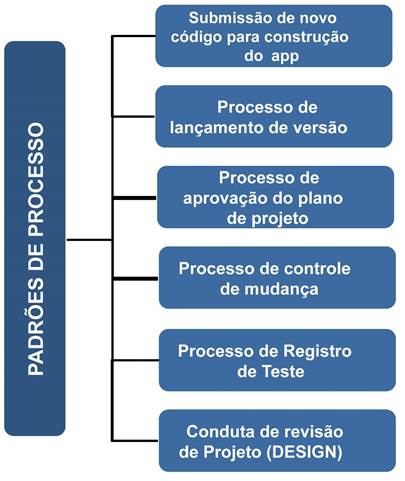 PADRÕES DE PROCESSO
Submissão de novo
código para construção
do app
Processo de
lançamento de versão
Processo de
aprovação do plano
de projeto
Processo de controle
de mudança
Processo de Registro
de Teste
Conduta de revisão
de Projeto (DESIGN)